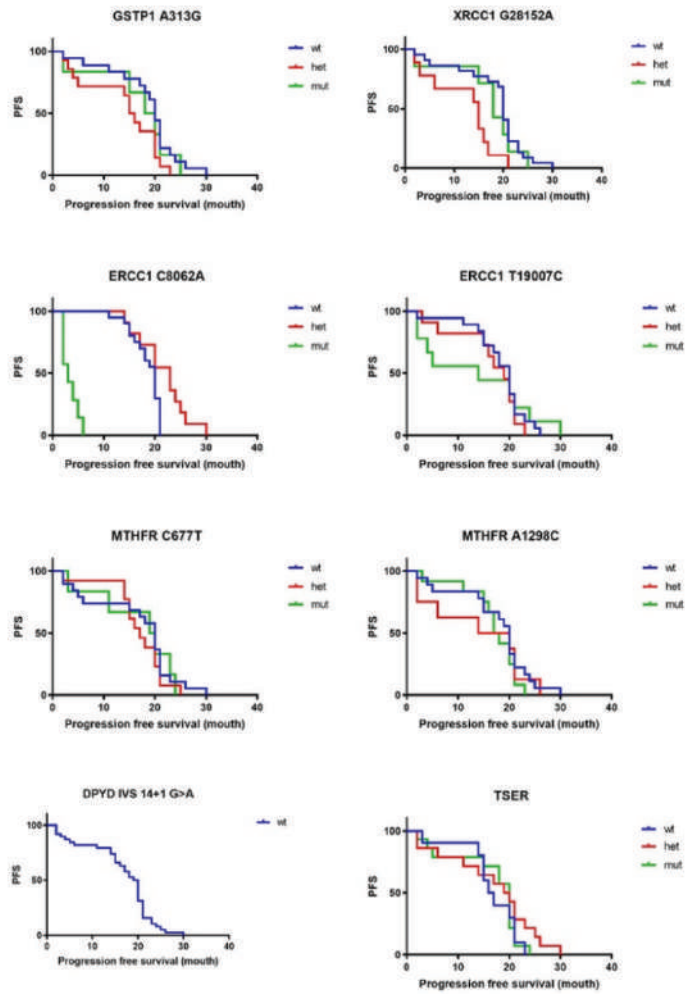 GSTP1 A313G
wt
het
mut
PFS
100
50
0
0 10 20 30 40
Progression free survival (mouth)
XRCC1 G28152A
wt
het
mut
PFS
100
50
0
0 10 20 30 40
Progression free survival (mouth)
ERCC1 C8062A
wt
het
mut
PFS
100
50
0
0 10 20 30 40
Progression free survival (mouth)
ERCC1 T19007C
wt
het
mut
PFS
100
50
0
0 10 20 30 40
Progression free survival (mouth)
MTHFR C677T
wt
het
mut
PFS
100
50
0
0 10 20 30 40
Progression free survival (mouth)
MTHFR A1298C
wt
het
mut
PFS
100
50
0
0 10 20 30 40
Progression free survival (mouth)
DPYD IVS 14+1 G>A
wt
PFS
100
50
0
0 10 20 30 40
Progression free survival (mouth)
TSER
wt
het
mut
PFS
100
50
0
0 10 20 30 40
Progression free survival (mouth)